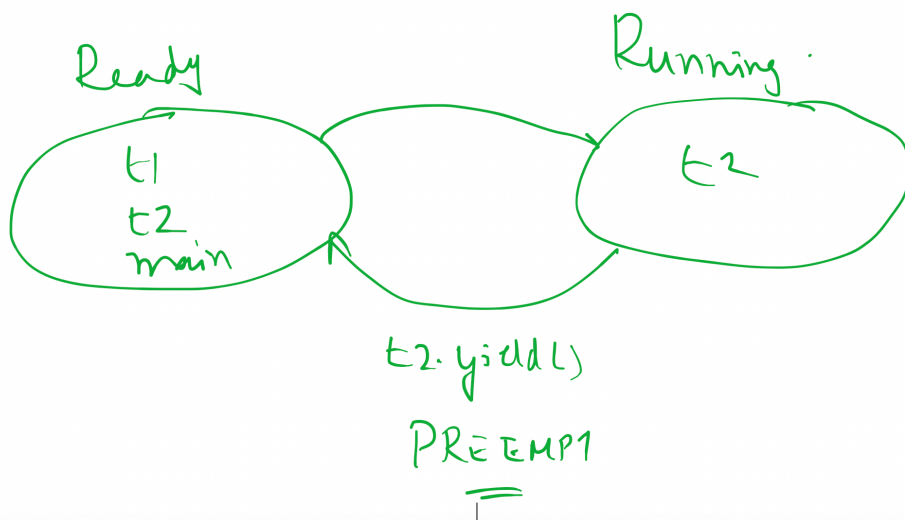 Ready
Running
t1
t2
main
t2
t2.yield()
PREEMPT